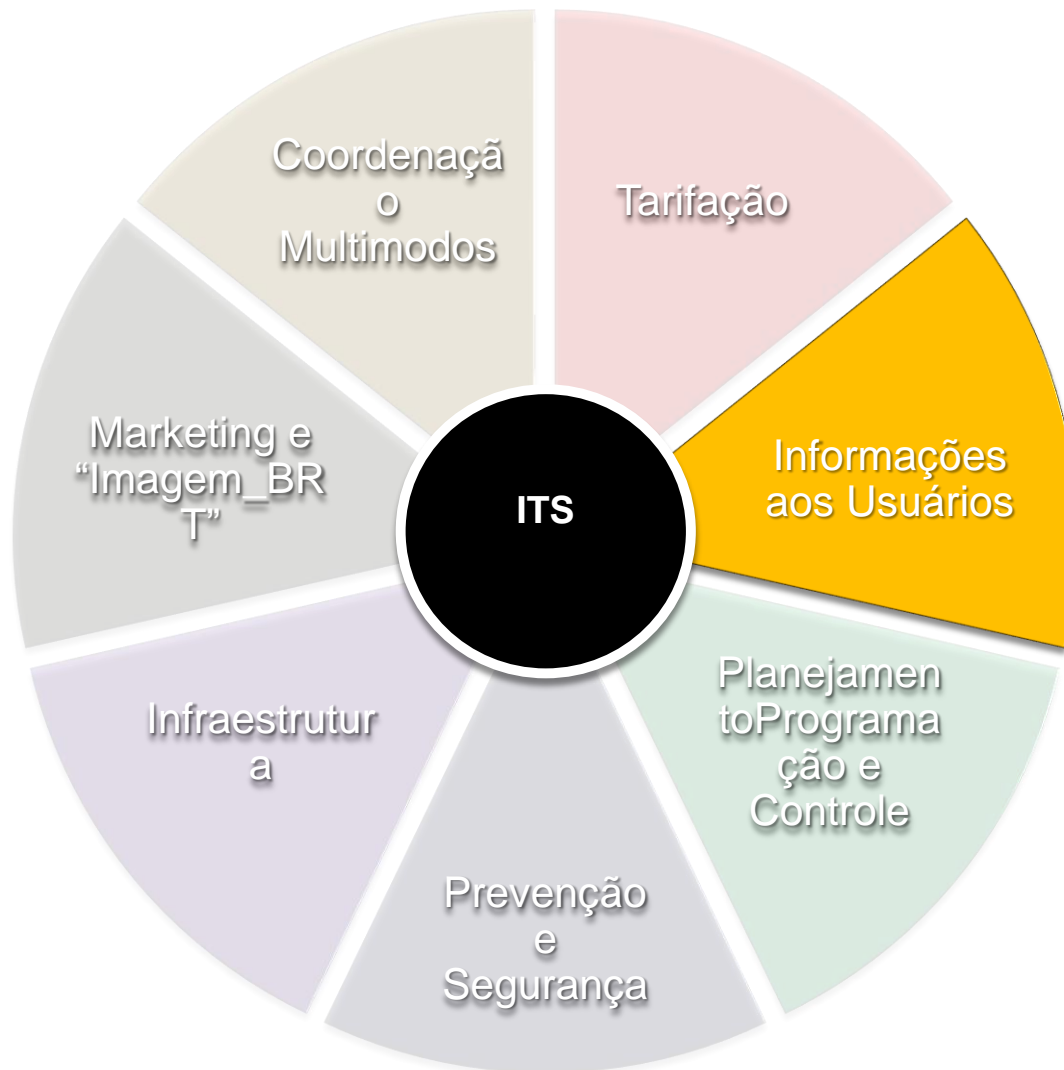 Coordenaçã
o
Multimodos
Tarifação
Marketing e
“Imagem_BR
T”
ITS
Informações
aos Usuários
Infraestrutur
a
Planejamen
toPrograma
ção e
Controle
Prevenção
e
Segurança